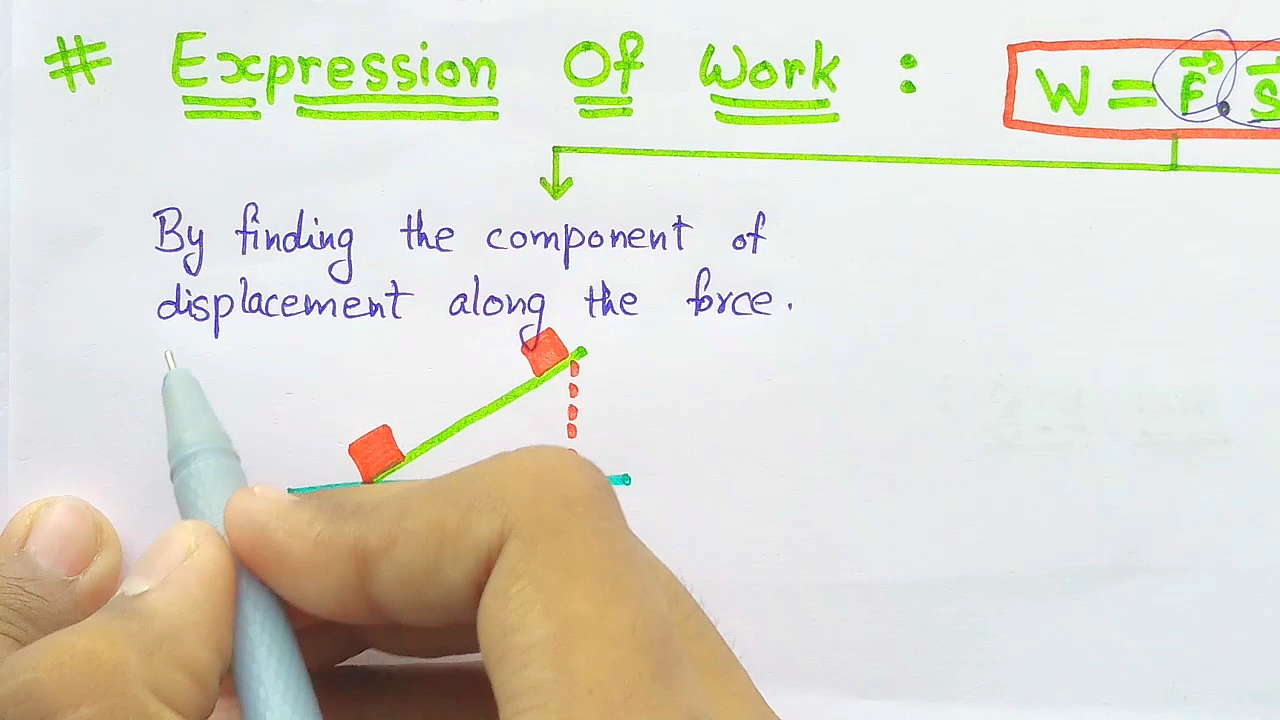 # Expression Of Work : W = F⃗. S
By finding the component of
displacement along the force.